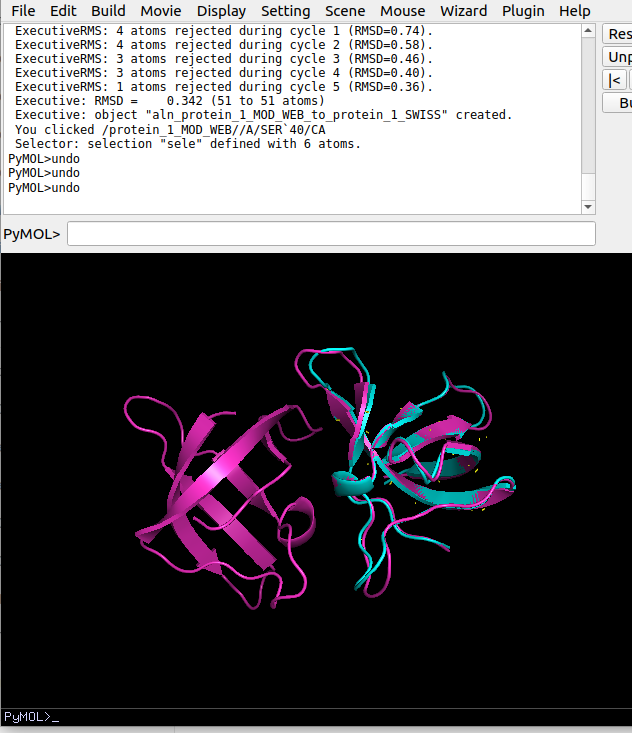 File Edit Build Movie Display Setting Scene Mouse Wizard Plugin Help
ExecutiveRMS: 4 atoms rejected during cycle 1 (RMSD=0.74).
ExecutiveRMS: 4 atoms rejected during cycle 2 (RMSD=0.58).
ExecutiveRMS: 3 atoms rejected during cycle 3 (RMSD=0.46).
ExecutiveRMS: 3 atoms rejected during cycle 4 (RMSD=0.40).
ExecutiveRMS: 1 atoms rejected during cycle 5 (RMSD=0.36).
Executive: RMSD =    0.342 (51 to 51 atoms)
Executive: object "aln_protein_1_MOD_WEB_to_protein_1_SWISS" created.
You clicked /protein_1_MOD_WEB//A/SER`40/CA
Selector: selection "sele" defined with 6 atoms.
PyMOL>undo
PyMOL>undo
PyMOL>undo
Res
Unp
|<
Bu
PyMOL>
PyMOL>_